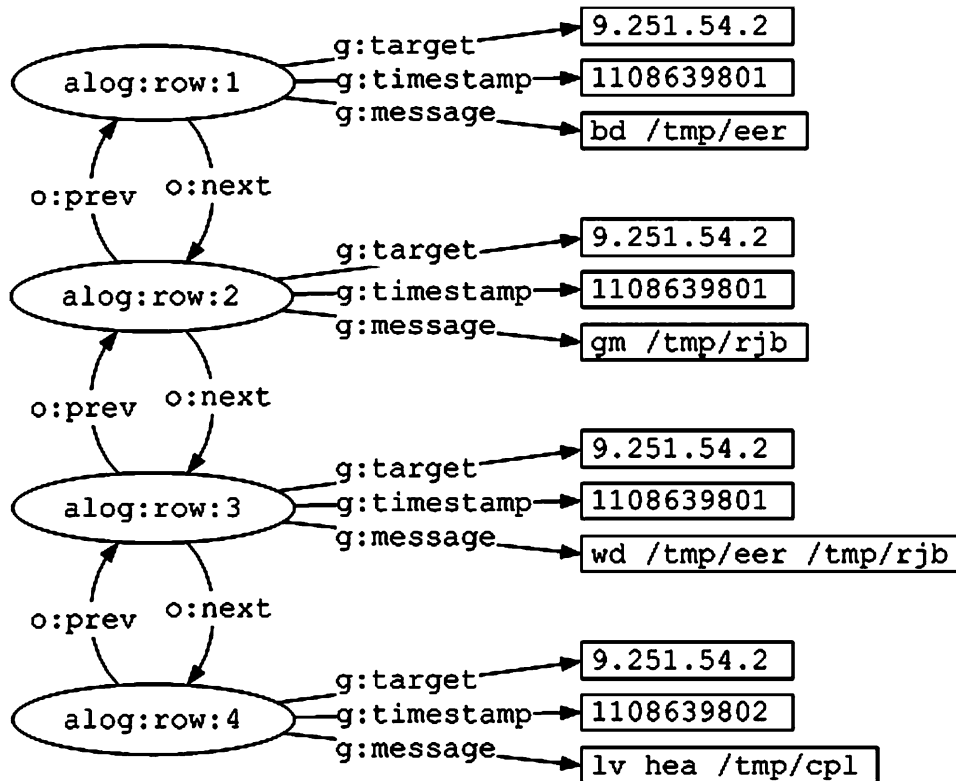 g:target 9.251.54.2
alog:row:1 g:timestamp 1108639801
g:message bd /tmp/eer
o:prev o:next
g:target 9.251.54.2
alog:row:2 g:timestamp 1108639801
g:message gm /tmp/rjb
o:prev o:next
g:target 9.251.54.2
alog:row:3 g:timestamp 1108639801
g:message wd /tmp/eer /tmp/rjb
o:prev o:next
g:target 9.251.54.2
alog:row:4 g:timestamp 1108639802
g:message lv hea /tmp/cpl